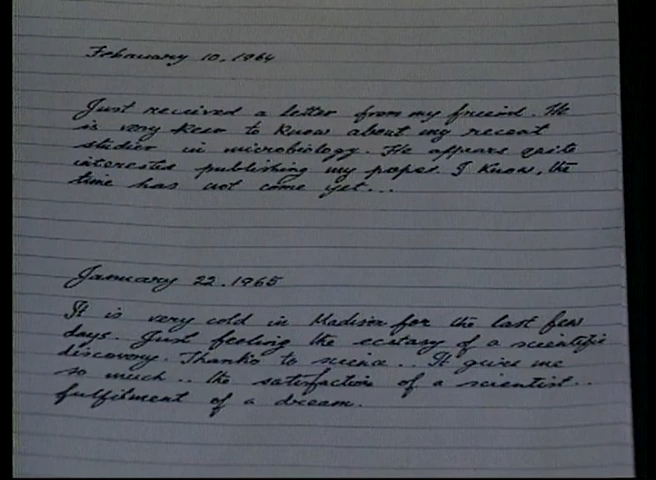 February 10, 1964
Just received a letter from my friend. He
is very keen to know about my recent
studies in microbiology. He appears quite
interested publishing my paper. I know, the
time has not come yet...
January 22, 1965
It is very cold in Madison for the last few
days. Just feeling the ecstasy of a scientific
discovery. Thanks to science.. It gives me
so much.. the satisfaction of a scientist..
fulfilment of a dream.